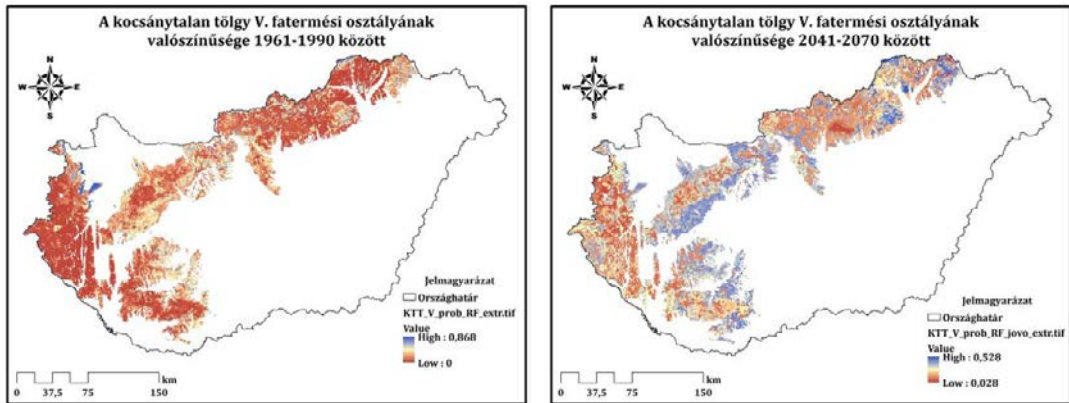 A kocsánytalan tölgy V. fatermési osztályának
valószínűsége 1961-1990 között
N
W
E
S
Jelmagyarázat
Országhatár
KTT_V_prob_RF_extr.tif
Value
High : 0,868
Low : 0
km
0
37,5
75
150
A kocsánytalan tölgy V. fatermési osztályának
valószínűsége 2041-2070 között
N
W
E
S
Jelmagyarázat
Országhatár
KTT_V_prob_RF_jovo_extr.tif
Value
High : 0,528
Low : 0,028
km
0
37,5
75
150